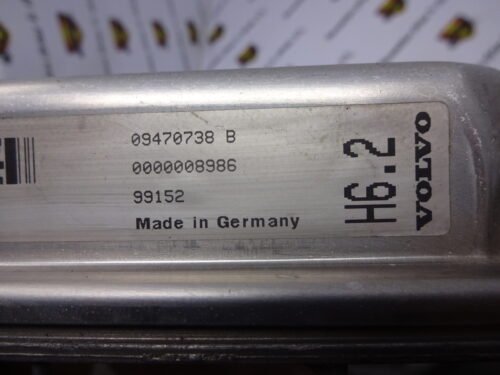 09470738 B
0000008986
99152
Made in Germany
H6.2
VOLVO